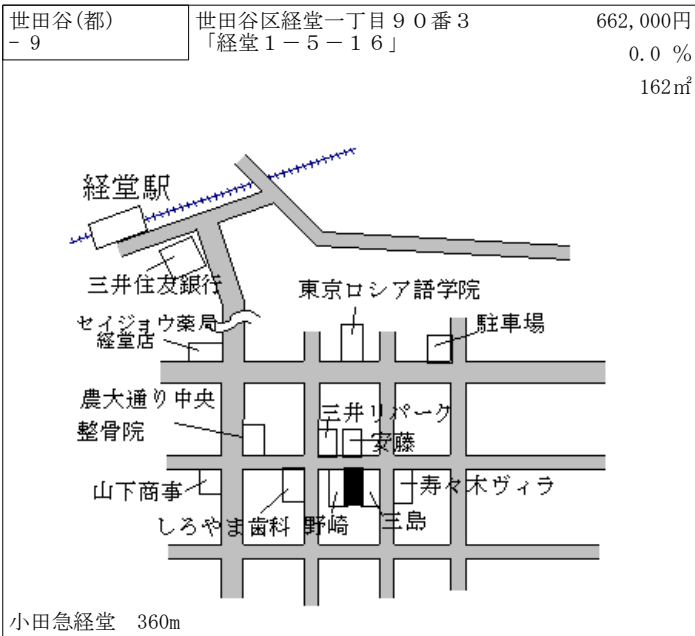 世田谷(都)
- 9
世田谷区経堂一丁目９０番３
「経堂１－５－１６」
662,000円
0.0 %
162㎡
経堂駅
三井住友銀行
東京ロシア語学院
セイジョウ薬局
経堂店
駐車場
農大通り中央
整骨院
三井リパーク
安藤
山下商事
しろやま歯科
野崎
三島
寿々木ヴィラ
小田急経堂　360m